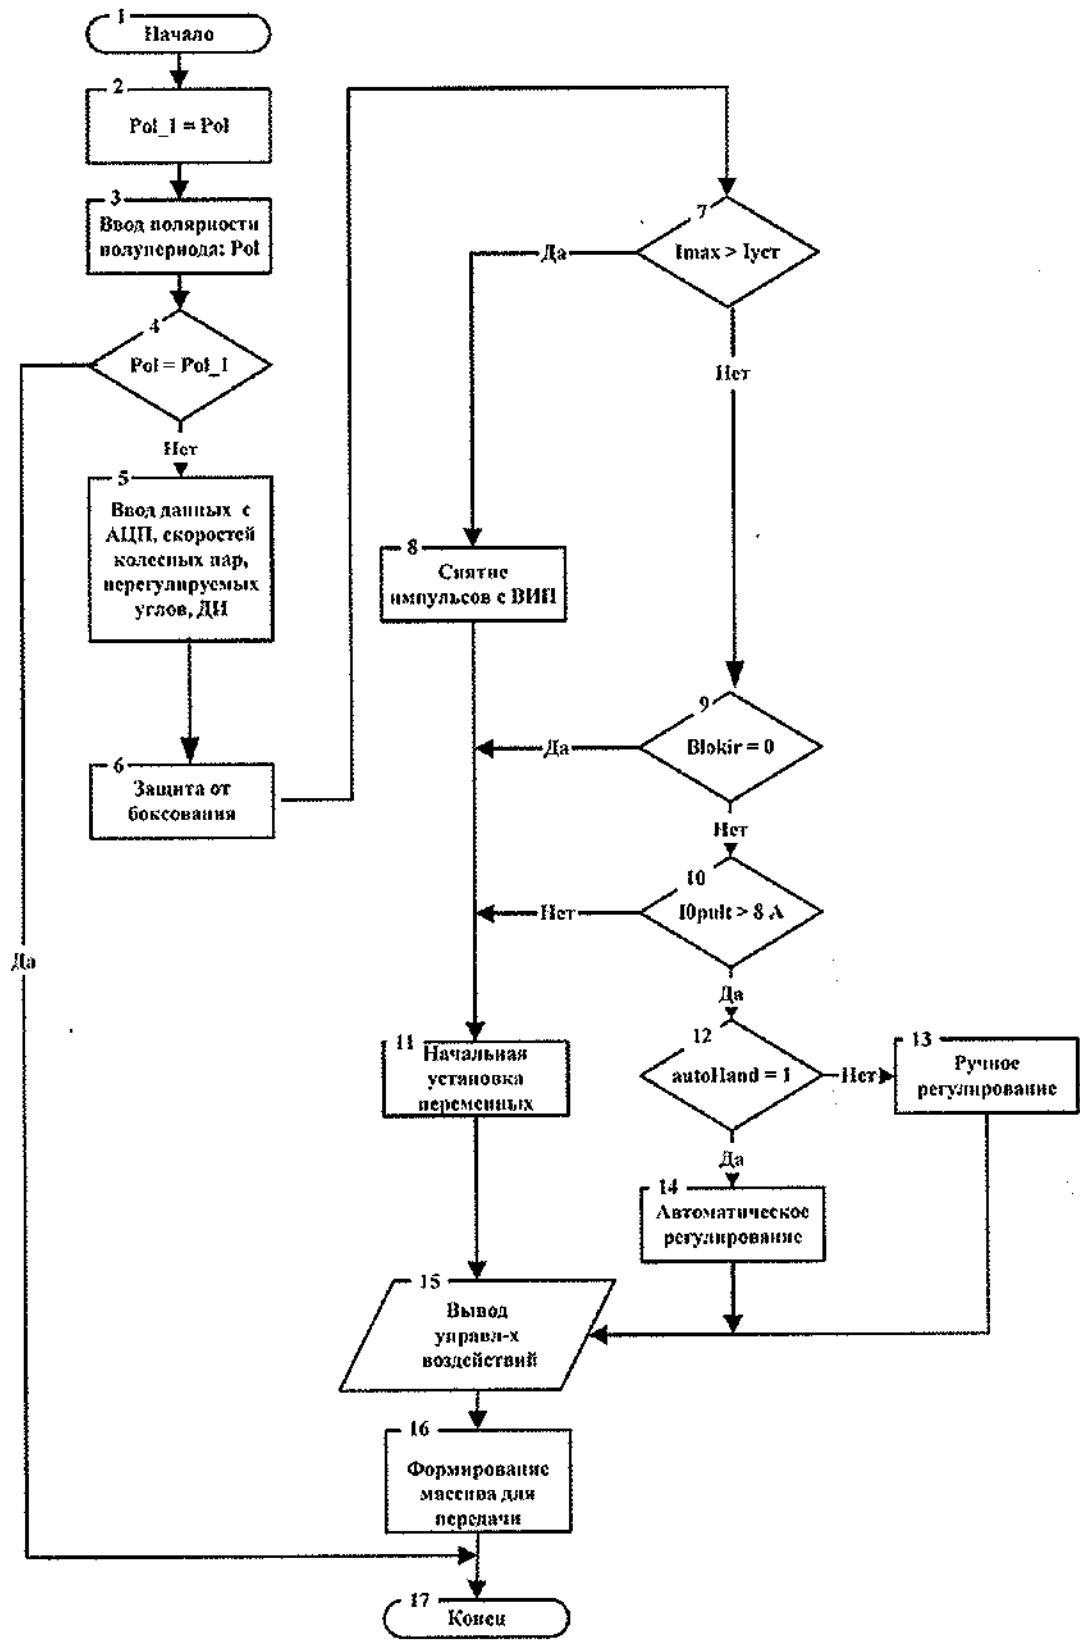 1
Начало
2
Pol_1 = Pol
3
Ввод полярности
полупериода: Pol
4
Pol = Pol_1
Нет
5
Ввод данных с
АЦП, скоростей
колесных пар,
нерегулируемых
углов, ДИ
6
Защита от
боксования
Да
7
Imax > Iуст
Да
Нет
8
Снятие
импульсов с ВИП
9
Blokir = 0
Да
Нет
10
I0pult > 8 A
Нет
Да
11
Начальная
установка
переменных
12
autoHand = 1
Нет
Да
13
Ручное
регулирование
14
Автоматическое
регулирование
15
Вывод
управл-х
воздействий
16
Формирование
массива для
передачи
17
Конец